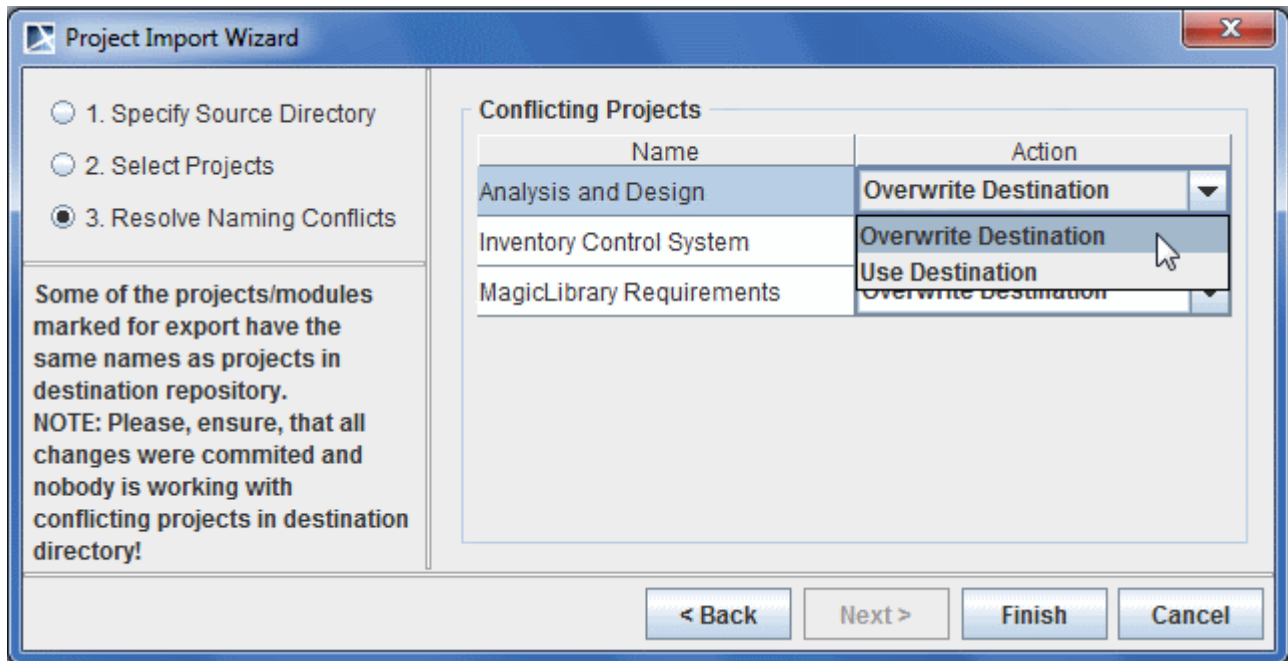 Project Import Wizard
1. Specify Source Directory
2. Select Projects
3. Resolve Naming Conflicts
Some of the projects/modules
marked for export have the
same names as projects in
destination repository.
NOTE: Please, ensure, that all
changes were commited and
nobody is working with
conflicting projects in destination
directory!
Conflicting Projects
Name Action
Analysis and Design Overwrite Destination
Overwrite Destination
Inventory Control System
Use Destination
MagicLibrary Requirements Overwrite Destination
< Back Next > Finish Cancel